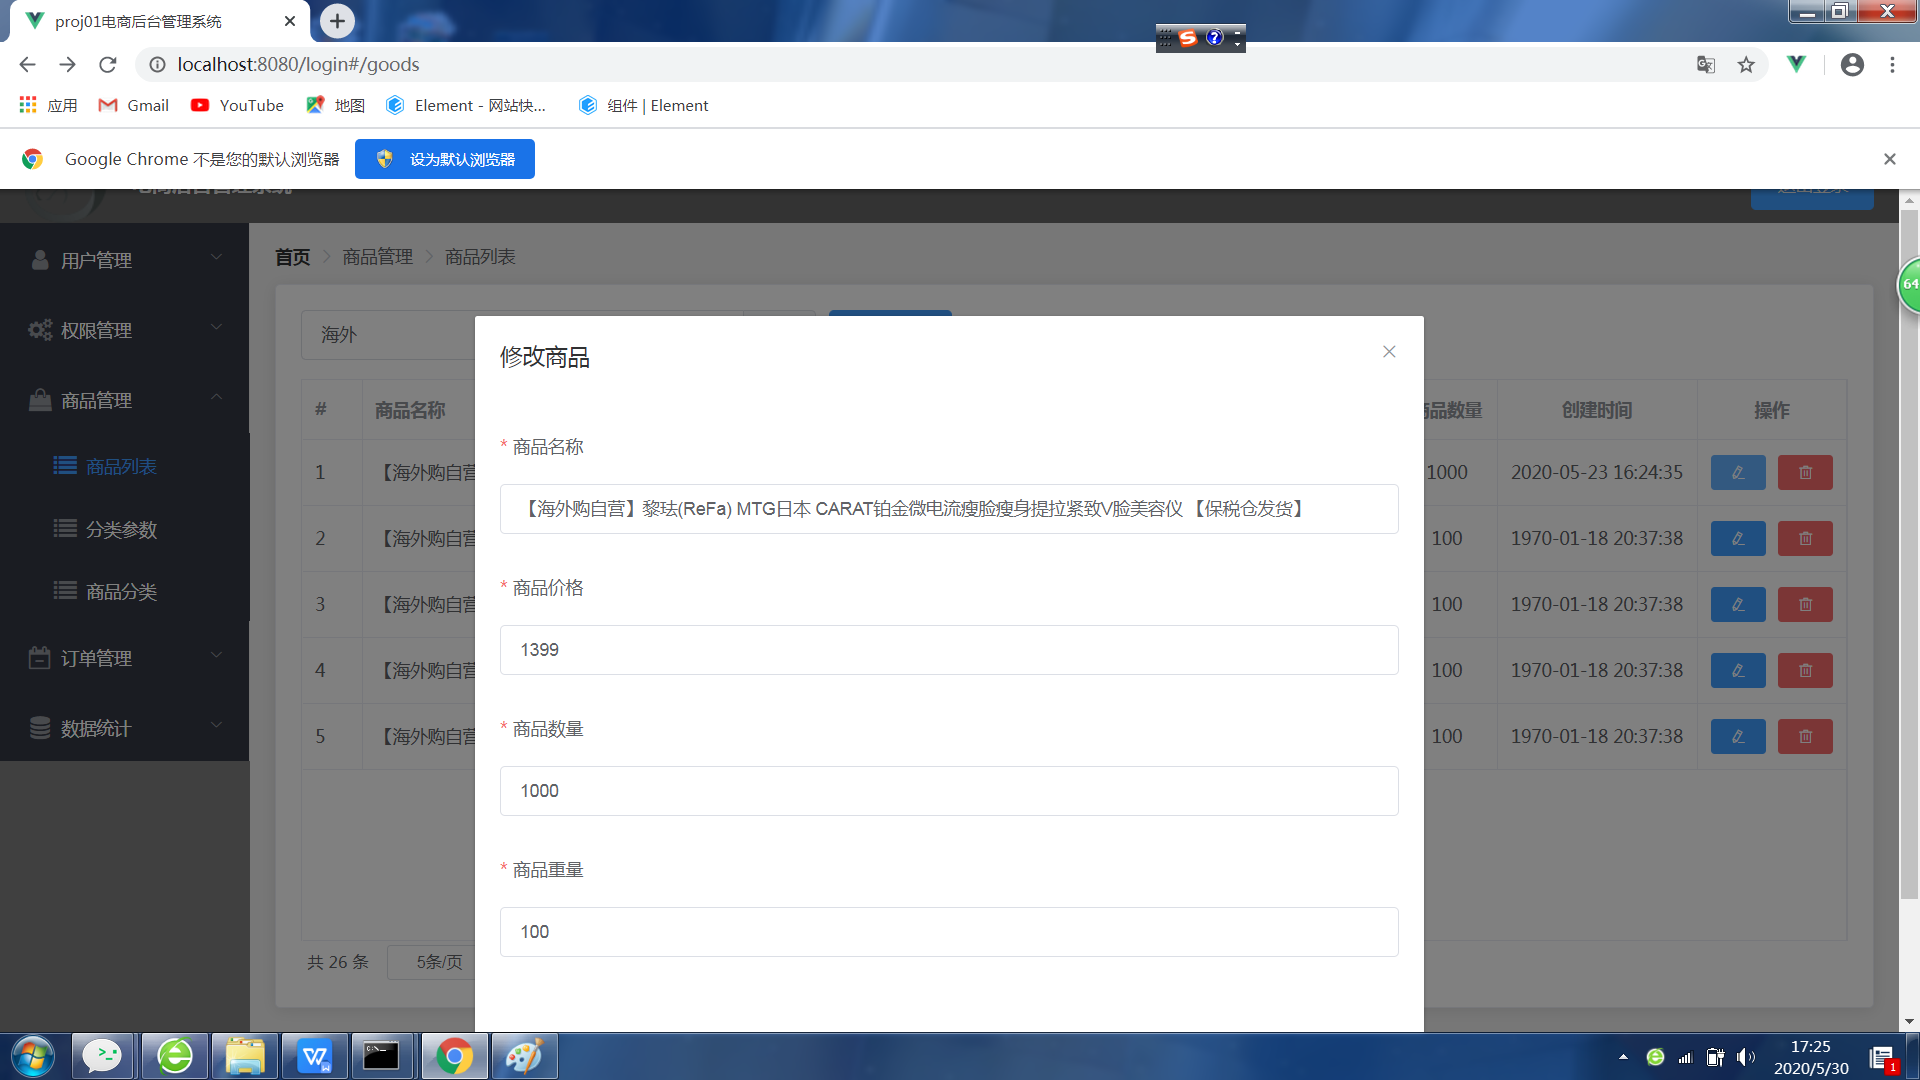 proj01电商后台管理系统
localhost:8080/login#/goods
应用
Gmail
YouTube
地图
Element - 网站快...
组件 | Element
Google Chrome 不是您的默认浏览器
设为默认浏览器
用户管理
权限管理
商品管理
商品列表
分类参数
商品分类
订单管理
数据统计
首页
商品管理
商品列表
海外
修改商品
* 商品名称
【海外购自营】黎珐(ReFa) MTG日本 CARAT铂金微电流瘦脸瘦身提拉紧致V脸美容仪 【保税仓发货】
* 商品价格
1399
* 商品数量
1000
* 商品重量
100
# 商品名称 商品数量 创建时间 操作
1 【海外购自营 1000 2020-05-23 16:24:35
2 【海外购自营 100 1970-01-18 20:37:38
3 【海外购自营 100 1970-01-18 20:37:38
4 【海外购自营 100 1970-01-18 20:37:38
5 【海外购自营 100 1970-01-18 20:37:38
共 26 条
5条/页
64
17:25
2020/5/30
1